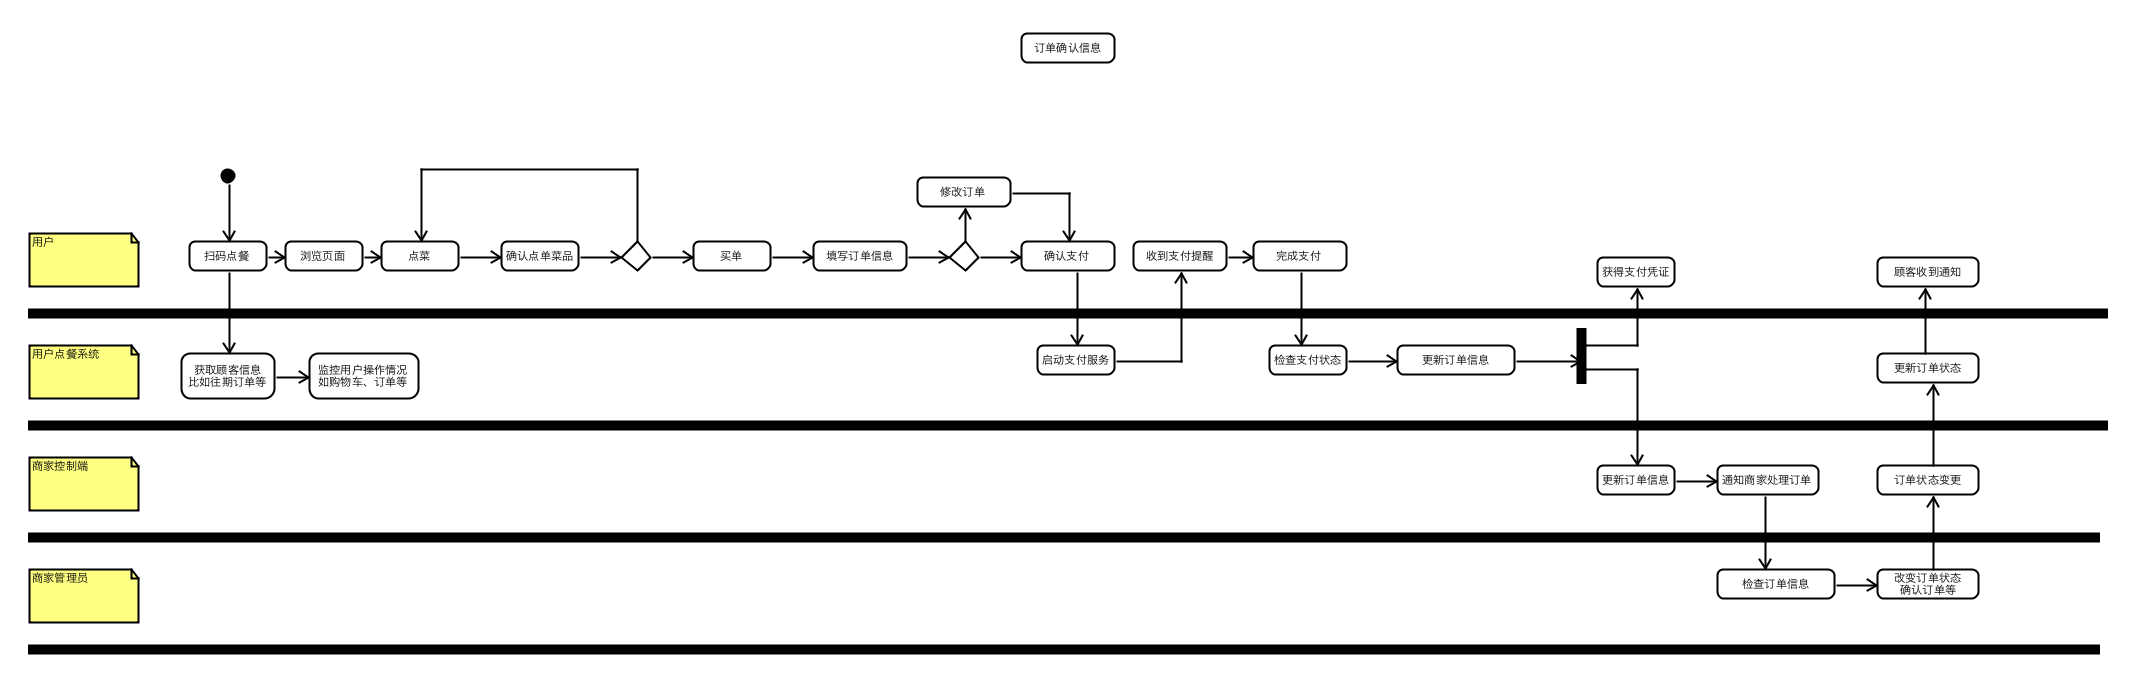 订单确认信息
修改订单
用户
扫码点餐
浏览页面
点菜
确认点单菜品
买单
填写订单信息
确认支付
收到支付提醒
完成支付
获得支付凭证
顾客收到通知
用户点餐系统
获取顾客信息
比如往期订单等
监控用户操作情况
如购物车、订单等
启动支付服务
检查支付状态
更新订单信息
更新订单状态
商家控制端
更新订单信息
通知商家处理订单
订单状态变更
商家管理员
检查订单信息
改变订单状态
确认订单等